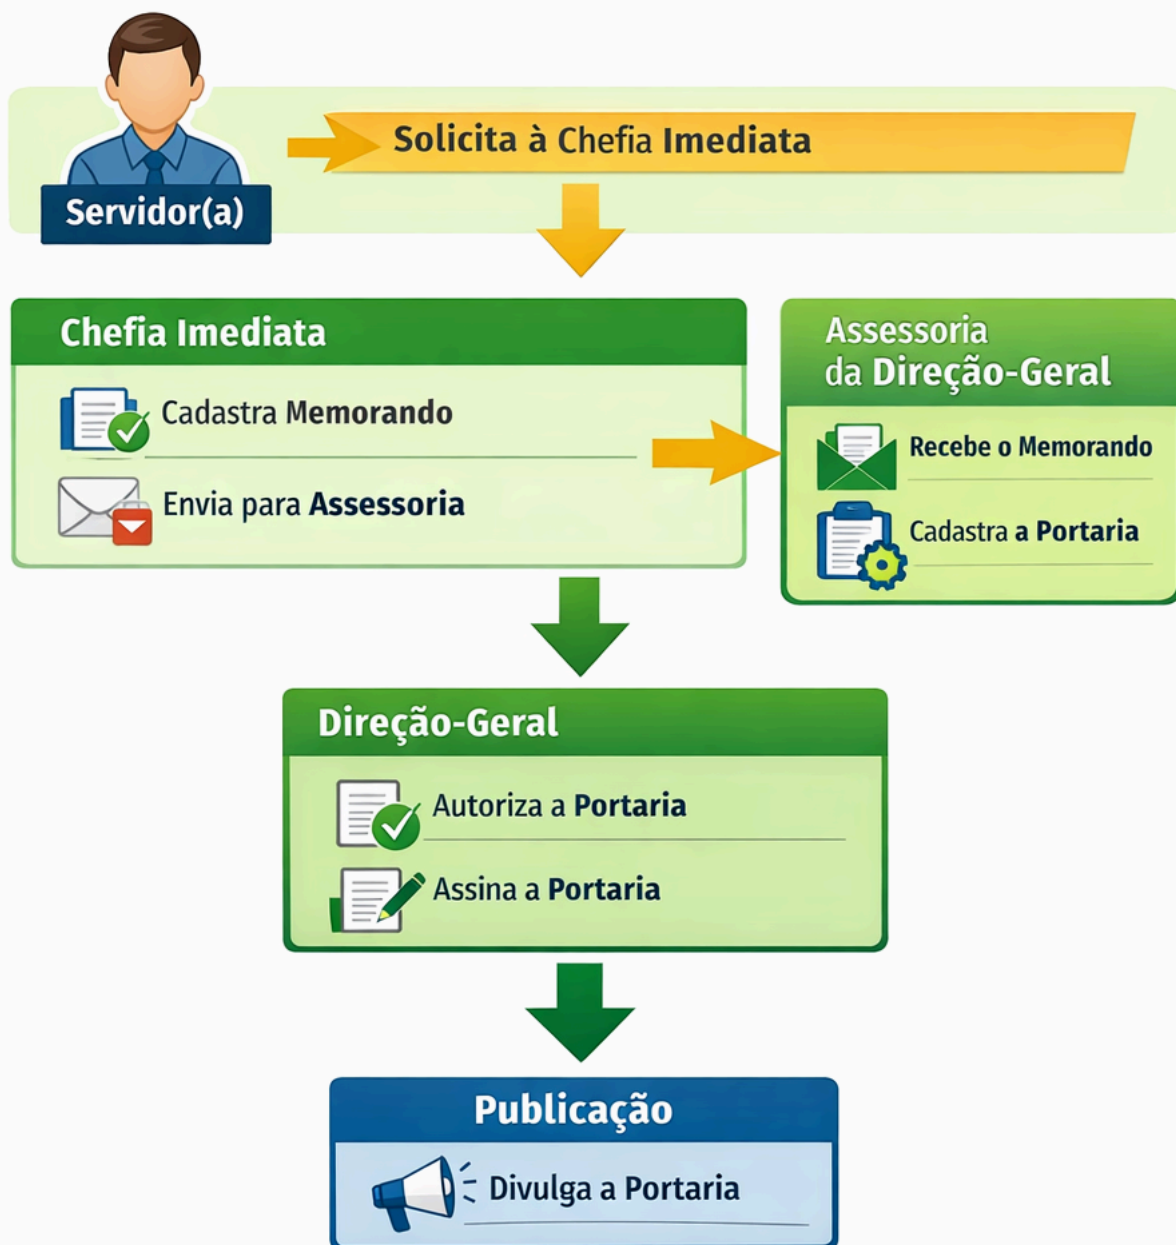 Solicita à Chefia Imediata
Servidor(a)
Chefia Imediata
Cadastra Memorando
Envia para Assessoria
Assessoria
da Direção-Geral
Recebe o Memorando
Cadastra a Portaria
Direção-Geral
Autoriza a Portaria
Assina a Portaria
Publicação
Divulga a Portaria